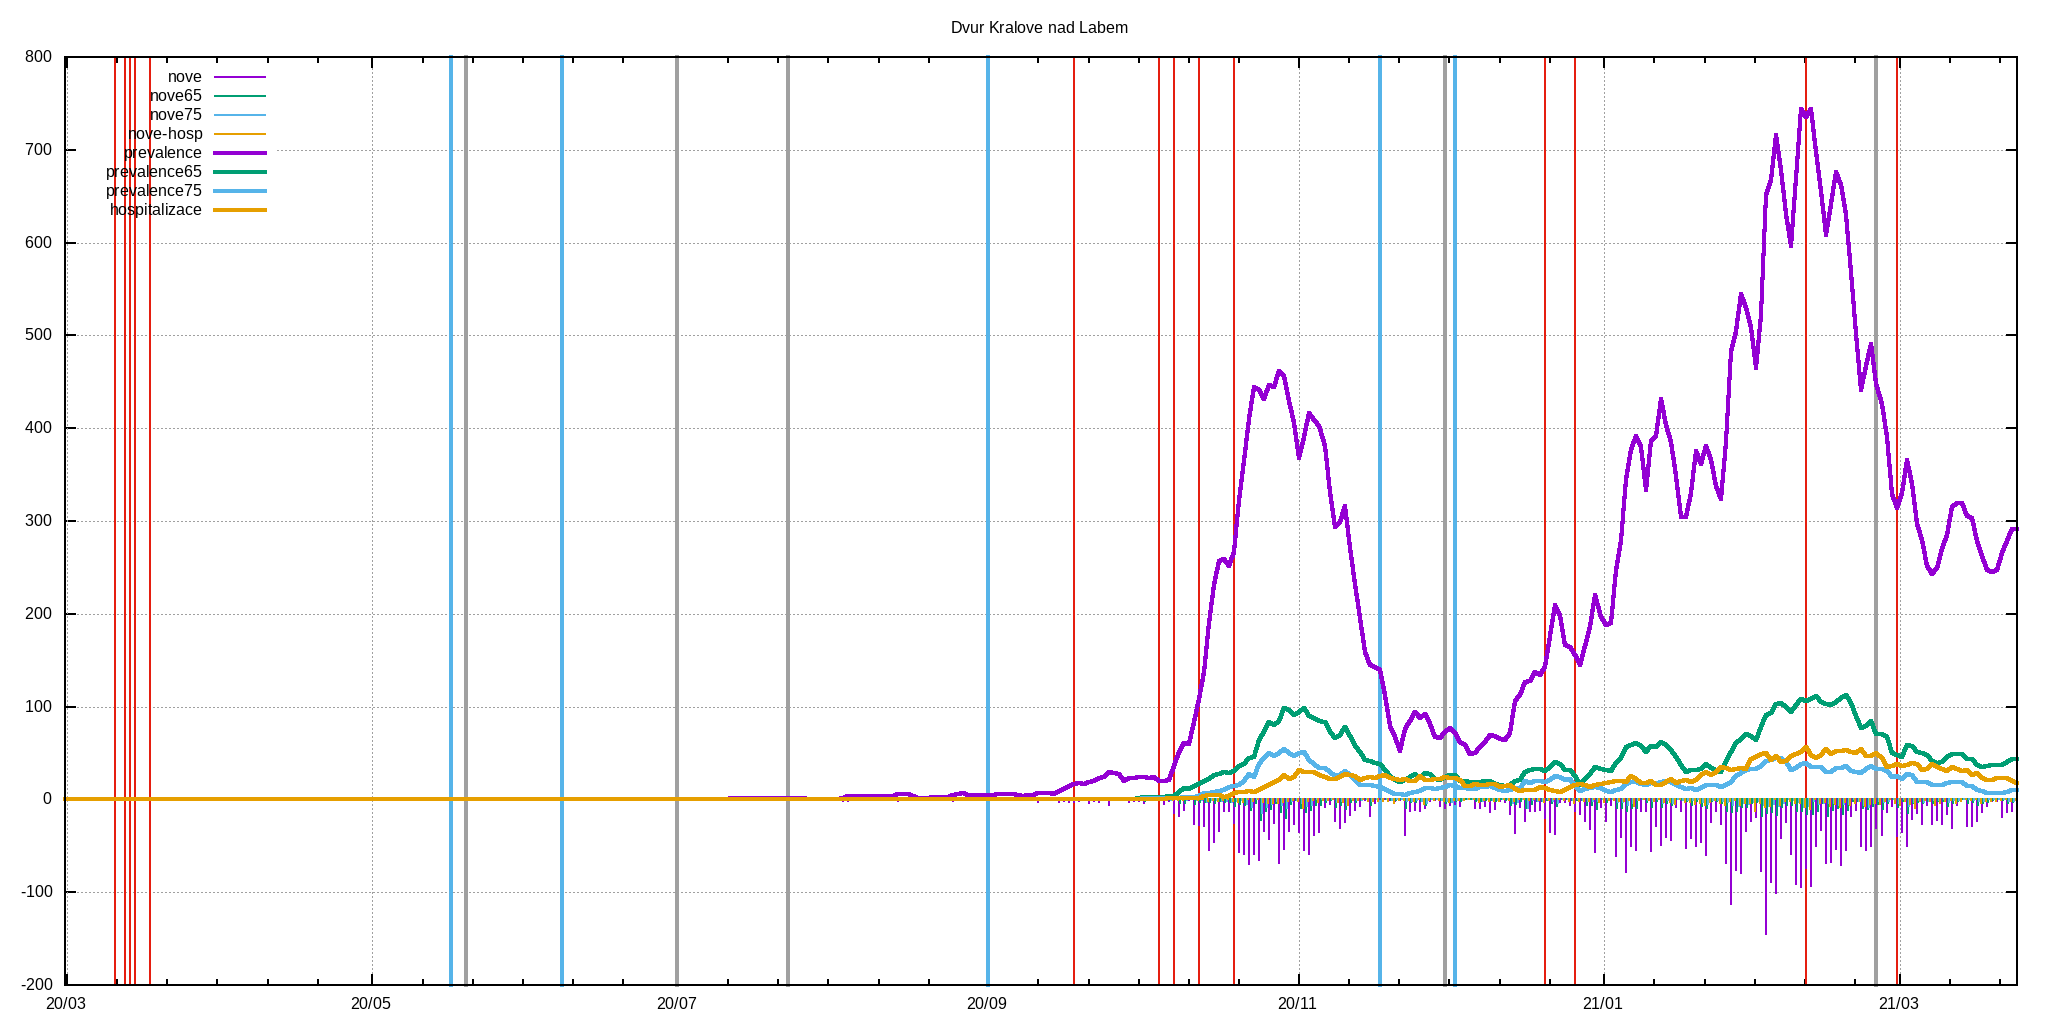 Dvur Kralove nad Labem
800
700
600
500
400
300
200
100
0
-100
-200
nove
nove65
nove75
nove-hosp
prevalence
prevalence65
prevalence75
hospitalizace
20/03 20/05 20/07 20/09 20/11 21/01 21/03